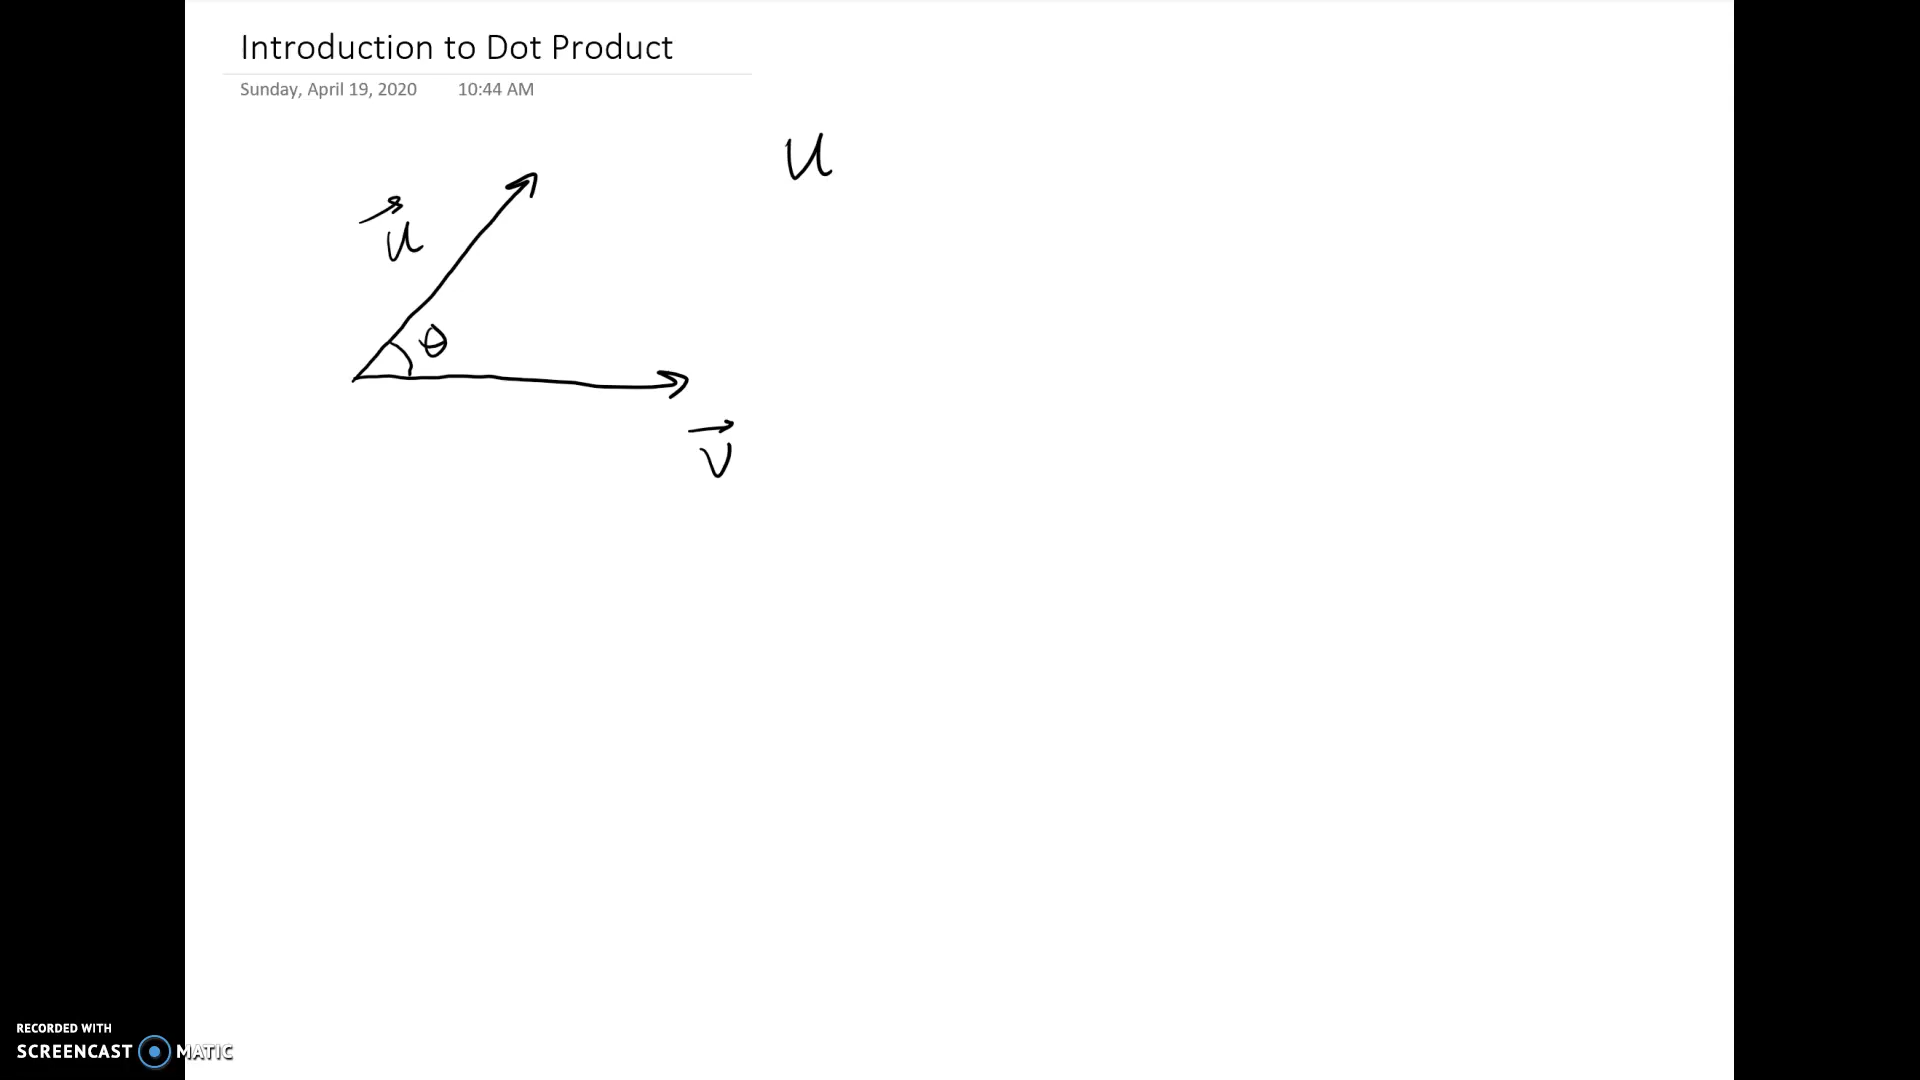 Introduction to Dot Product
Sunday, April 19, 2020 10:44 AM
u
u⃗
θ
v⃗
RECORDED WITH
SCREENCAST MATIC